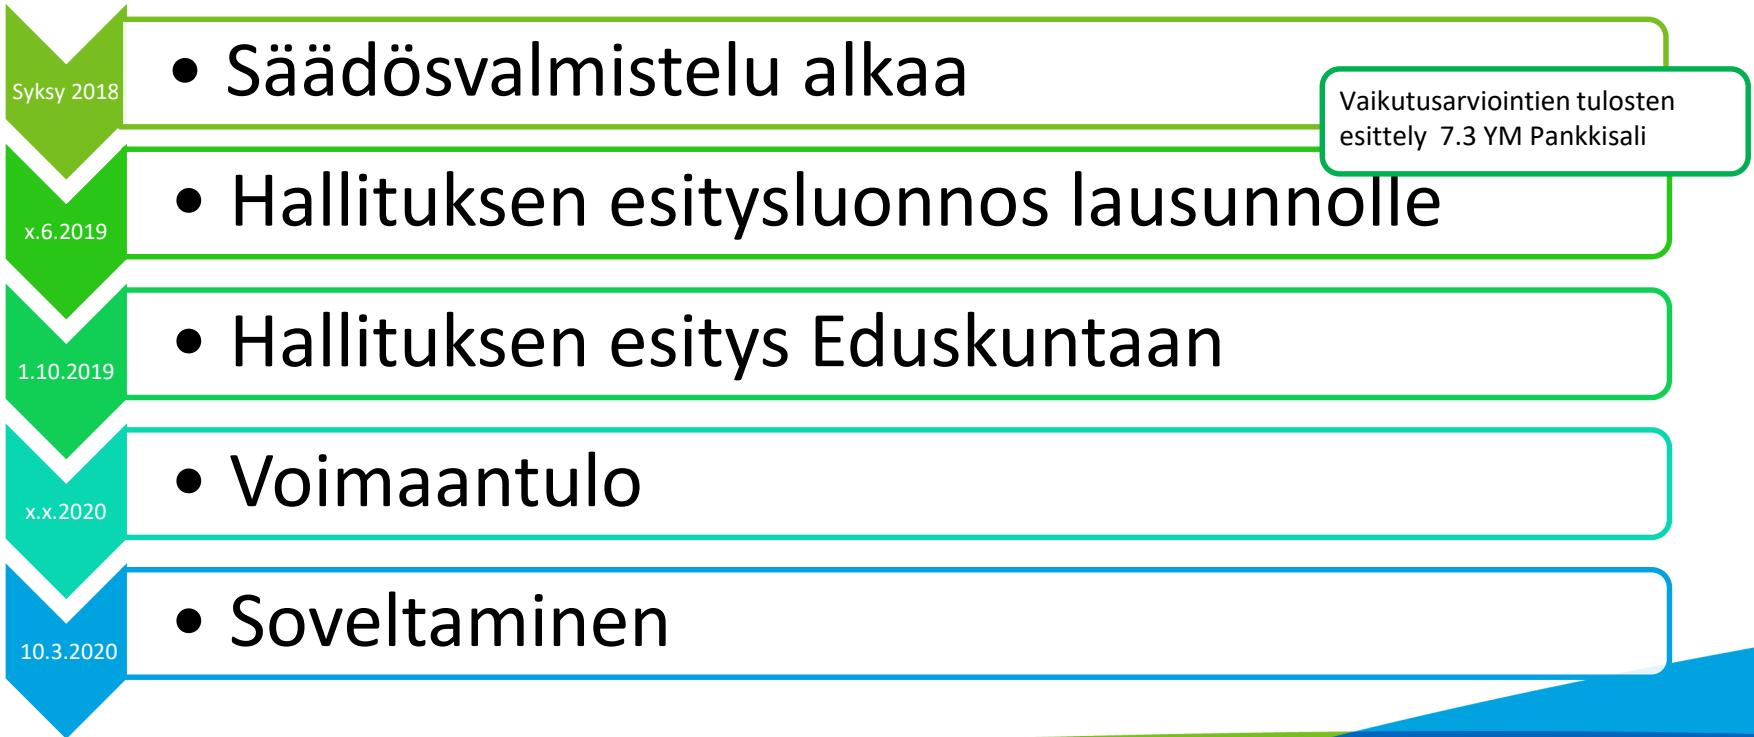 Syksy 2018
• Säädösvalmistelu alkaa
Vaikutusarviointien tulosten
esittely 7.3 YM Pankkisali
x.6.2019
• Hallituksen esitysluonnos lausunnolle
1.10.2019
• Hallituksen esitys Eduskuntaan
x.x.2020
• Voimaantulo
10.3.2020
• Soveltaminen